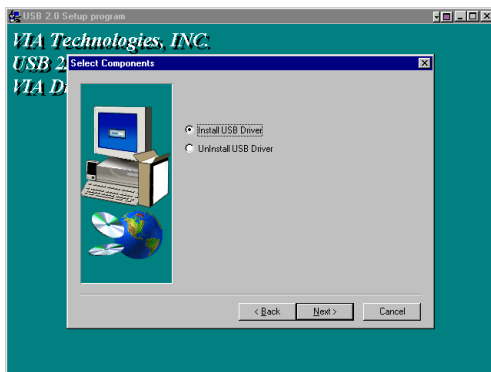 USB 2.0 Setup program
VIA Technologies, INC.
USB 2
VIA D
Select Components
Install USB Driver
UnInstall USB Driver
< Back
Next >
Cancel